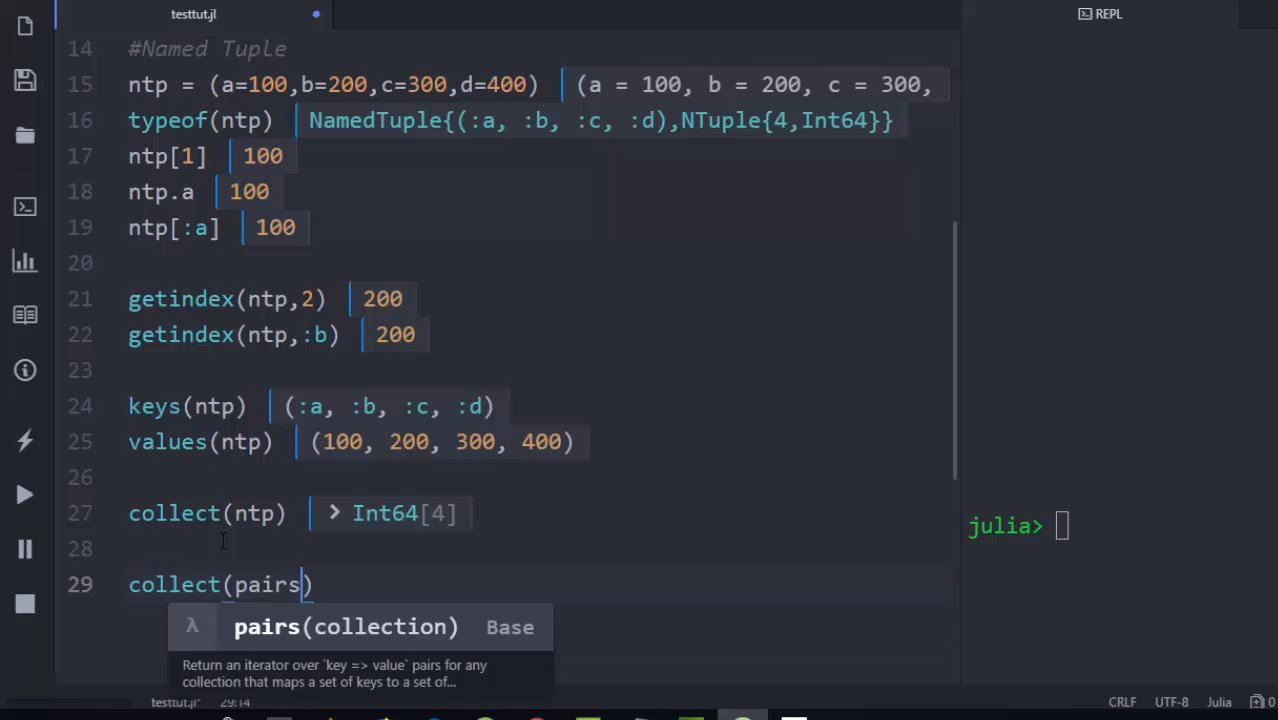 testtut.jl
REPL
14 #Named Tuple
15 ntp = (a=100,b=200,c=300,d=400) (a = 100, b = 200, c = 300,
16 typeof(ntp) NamedTuple{(:a, :b, :c, :d),NTuple{4,Int64}}
17 ntp[1] 100
18 ntp.a 100
19 ntp[:a] 100
20
21 getindex(ntp,2) 200
22 getindex(ntp,:b) 200
23
24 keys(ntp) (:a, :b, :c, :d)
25 values(ntp) (100, 200, 300, 400)
26
27 collect(ntp) > Int64[4]
julia>
28
29 collect(pairs)
λ pairs(collection) Base
Return an iterator over `key => value` pairs for any
collection that maps a set of keys to a set of...
testtut.jl* 29:14 CRLF UTF-8 Julia 0